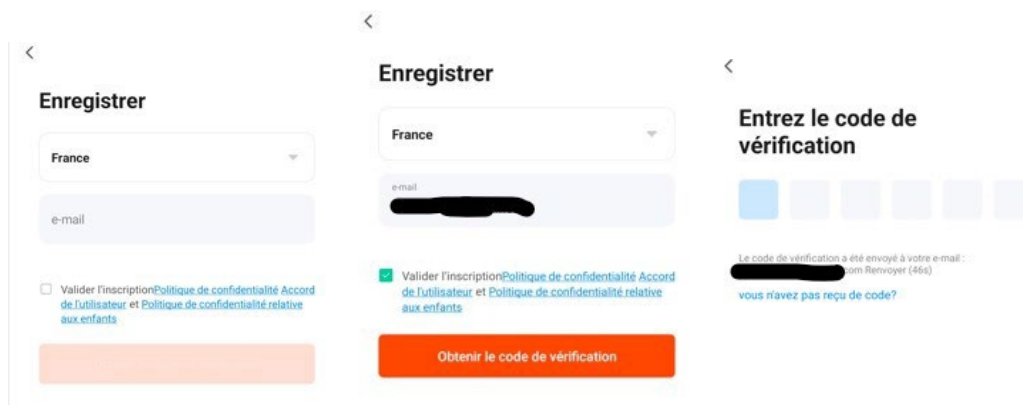 Enregistrer
France
e-mail
Valider l'inscriptionPolitique de confidentialité Accord
de l'utilisateur et Politique de confidentialité relative
aux enfants
Enregistrer
France
e-mail
Valider l'inscriptionPolitique de confidentialité Accord
de l'utilisateur et Politique de confidentialité relative
aux enfants
Obtenir le code de vérification
Entrez le code de
vérification
Le code de vérification a été envoyé à votre e-mail :
com Renvoyer (46s)
vous n'avez pas reçu de code?